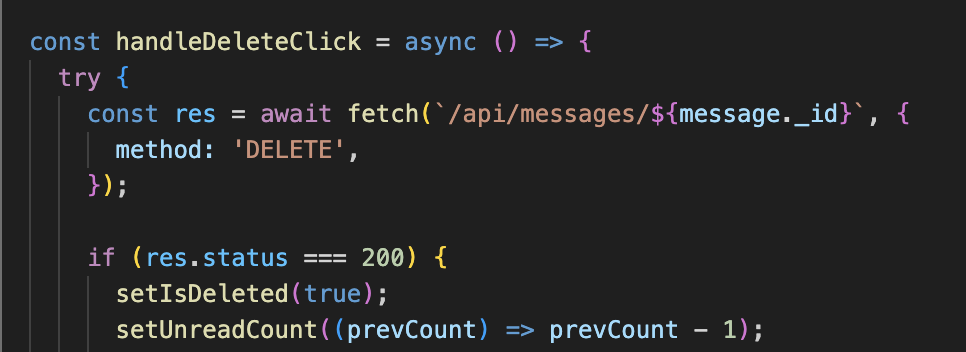 const handleDeleteClick = async () => {
  try {
    const res = await fetch(`/api/messages/${message._id}`, {
      method: 'DELETE',
    });

    if (res.status === 200) {
      setIsDeleted(true);
      setUnreadCount((prevCount) => prevCount - 1);